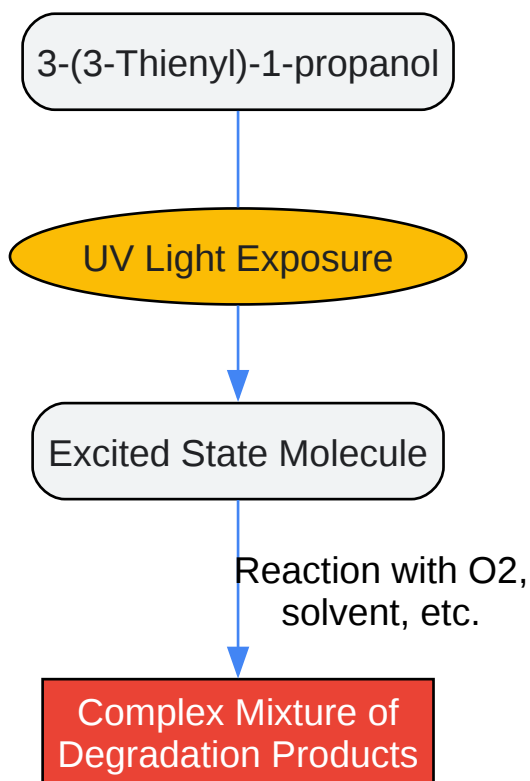 3-(3-Thienyl)-1-propanol
UV Light Exposure
Excited State Molecule
Reaction with O2,
solvent, etc.
Complex Mixture of
Degradation Products